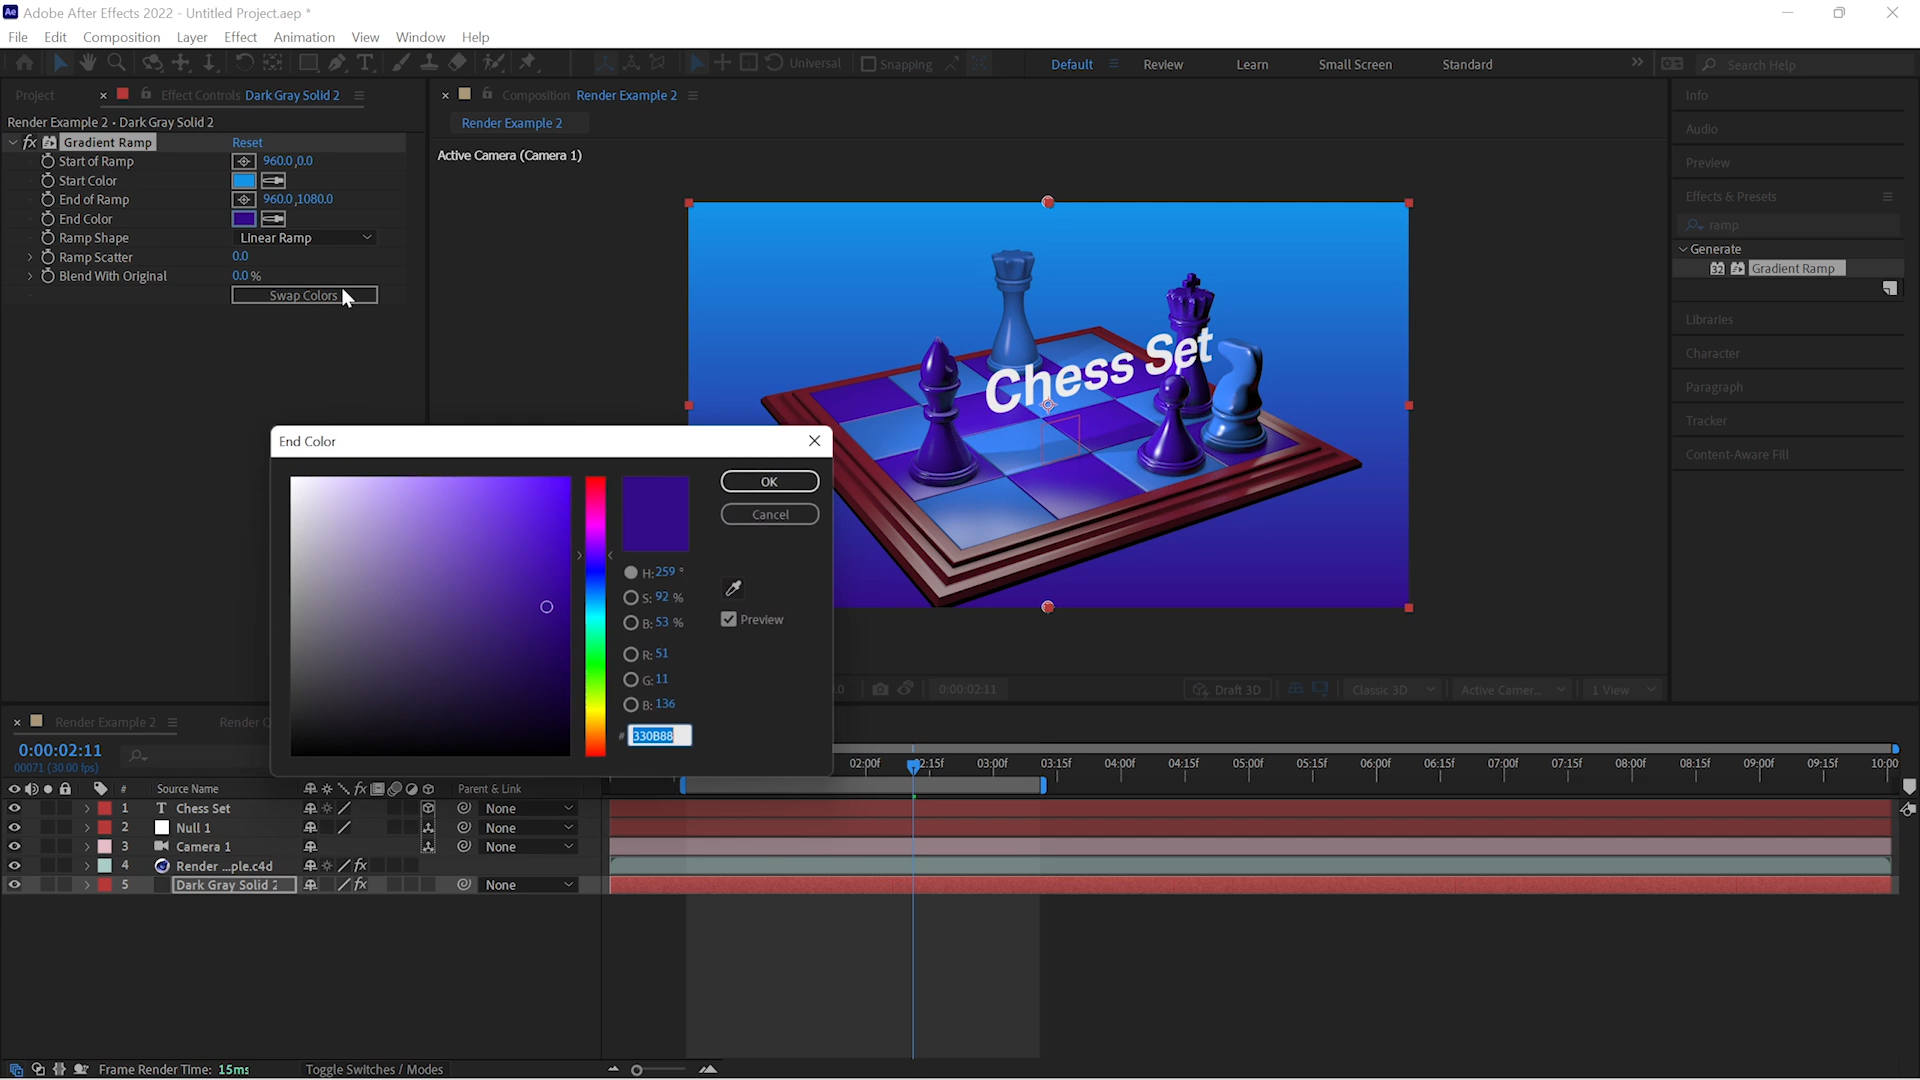 Ae Adobe After Effects 2022 - Untitled Project.aep *
File Edit Composition Layer Effect Animation View Window Help
Universal Snapping Default Review Learn Small Screen Standard Search Help
Project Effect Controls Dark Gray Solid 2
Composition Render Example 2
Render Example 2 • Dark Gray Solid 2
Render Example 2
fx Gradient Ramp Reset
Start of Ramp 960.0,0.0
Start Color
End of Ramp 960.0,1080.0
End Color
Ramp Shape Linear Ramp
Ramp Scatter 0.0
Blend With Original 0.0 %
Swap Colors
Active Camera (Camera 1)
Chess Set
Info
Audio
Preview
Effects & Presets
ramp
Generate
32 Gradient Ramp
Libraries
Character
Paragraph
Tracker
Content-Aware Fill
End Color
OK
Cancel
H: 259 °
S: 92 %
B: 53 %
Preview
R: 51
G: 11
B: 136
# 330B88
0:00:02:11 Draft 3D Classic 3D Active Camer... 1 View
Render Example 2
0:00:02:11
00071 (30.00 fps)
02:00f 02:15f 03:00f 03:15f 04:00f 04:15f 05:00f 05:15f 06:00f 06:15f 07:00f 07:15f 08:00f 08:15f 09:00f 09:15f 10:00
# Source Name fx Parent & Link
1 T Chess Set None
2 Null 1 None
3 Camera 1 None
4 Render ...ple.c4d fx
5 Dark Gray Solid 2 fx None
Frame Render Time: 15ms Toggle Switches / Modes